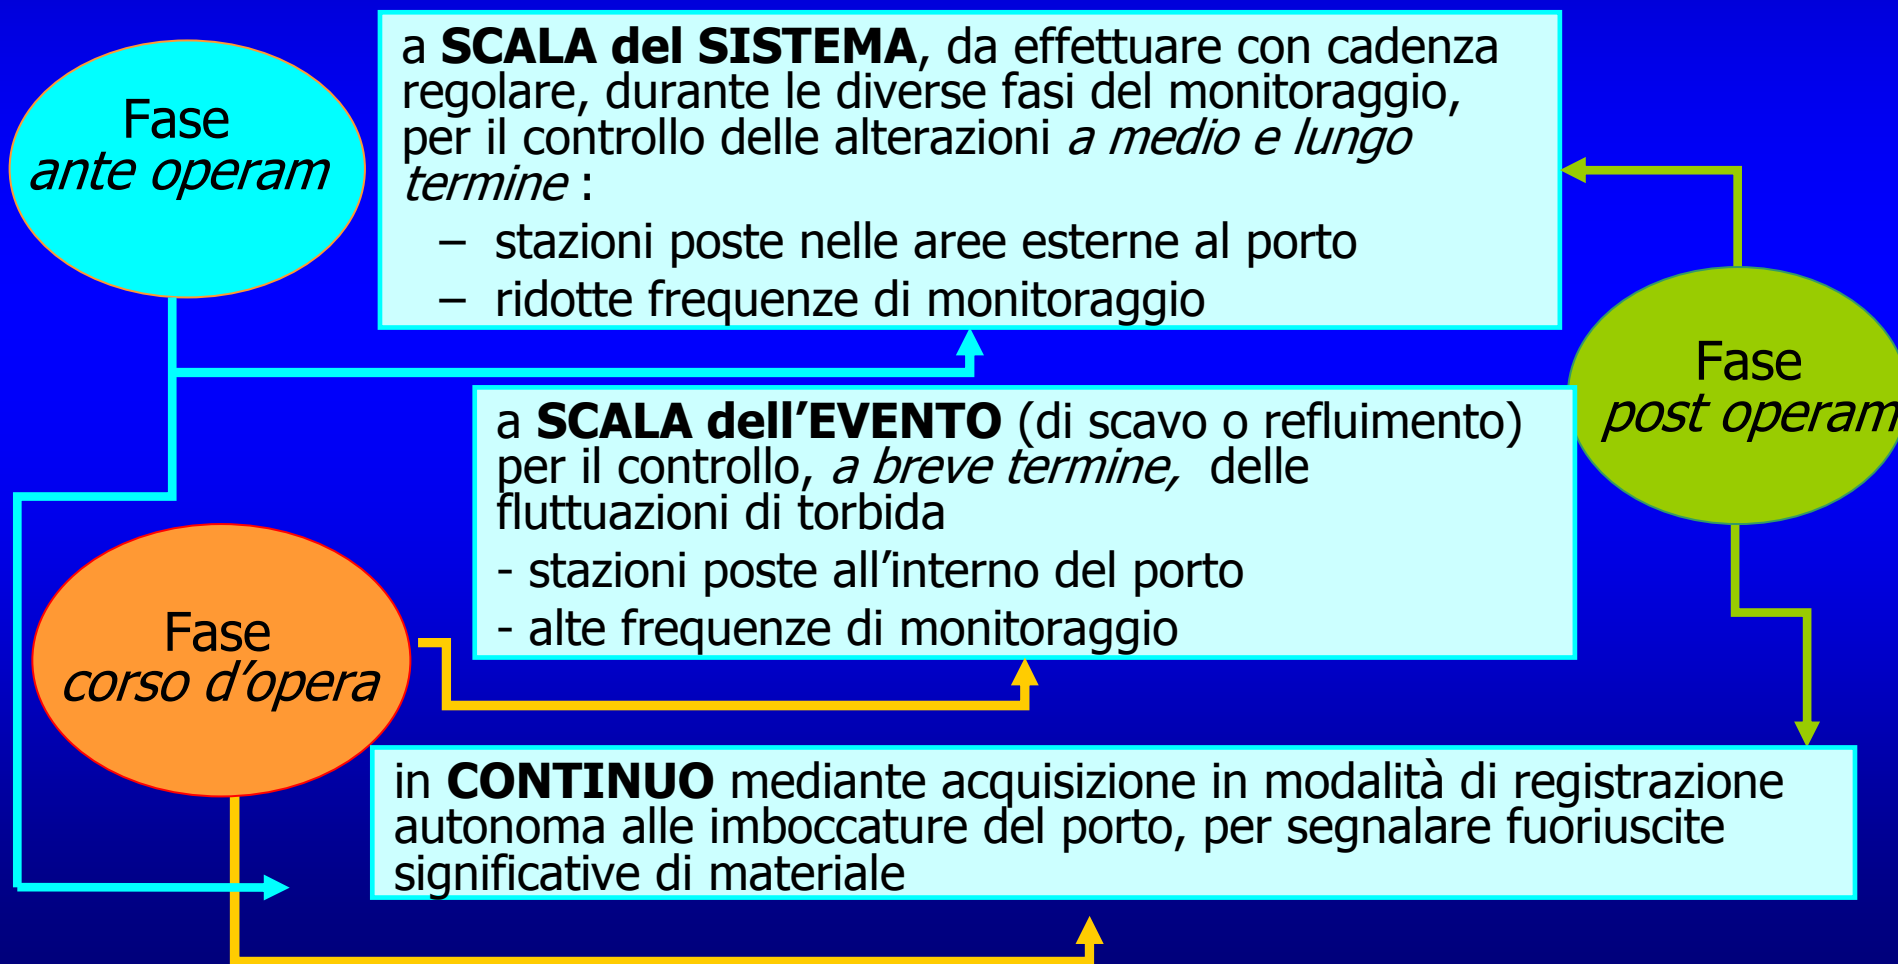 Fase
ante operam
a SCALA del SISTEMA, da effettuare con cadenza
regolare, durante le diverse fasi del monitoraggio,
per il controllo delle alterazioni a medio e lungo
termine :
– stazioni poste nelle aree esterne al porto
– ridotte frequenze di monitoraggio
Fase
post operam
a SCALA dell’EVENTO (di scavo o refluimento)
per il controllo, a breve termine, delle
fluttuazioni di torbida
- stazioni poste all’interno del porto
- alte frequenze di monitoraggio
Fase
corso d’opera
in CONTINUO mediante acquisizione in modalità di registrazione
autonoma alle imboccature del porto, per segnalare fuoriuscite
significative di materiale